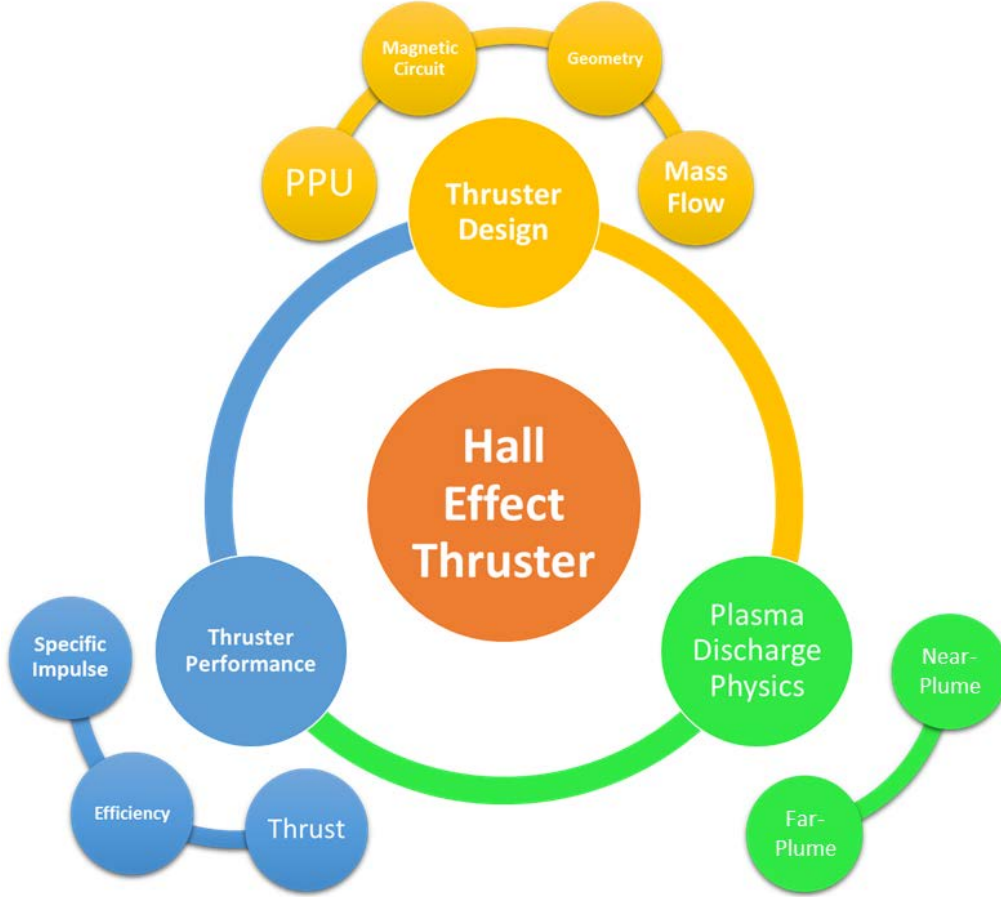 Magnetic
Circuit
Geometry
PPU
Mass
Flow
Thruster
Design
Hall
Effect
Thruster
Thruster
Performance
Plasma
Discharge
Physics
Specific
Impulse
Efficiency
Thrust
Near-
Plume
Far-
Plume